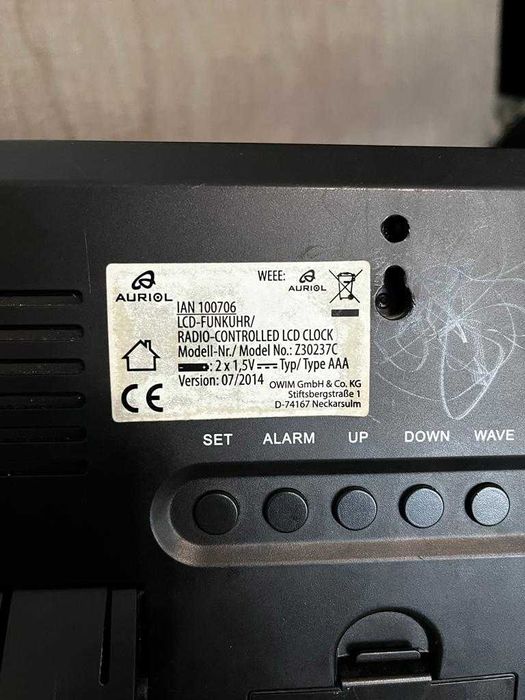 AURIOL
WEEE: AURIOL
IAN 100706
LCD-FUNKUHR/
RADIO-CONTROLLED LCD CLOCK
Modell-Nr./ Model No.: Z30237C
: 2 x 1,5V Typ/ Type AAA
Version: 07/2014
OWIM GmbH & Co. KG
Stiftsbergstraße 1
D-74167 Neckarsulm
CE
SET ALARM UP DOWN WAVE